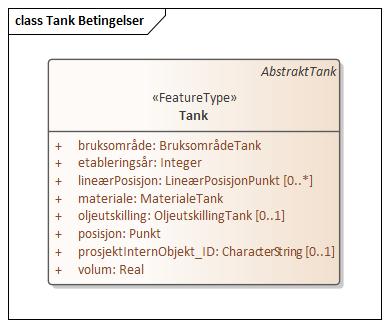 class Tank Betingelser
AbstraktTank
«FeatureType»
Tank
+ bruksområde: BruksområdeTank
+ etableringsår: Integer
+ lineærPosisjon: LineærPosisjonPunkt [0..*]
+ materiale: MaterialeTank
+ oljeutskilling: OljeutskillingTank [0..1]
+ posisjon: Punkt
+ prosjektInternObjekt_ID: CharacterString [0..1]
+ volum: Real